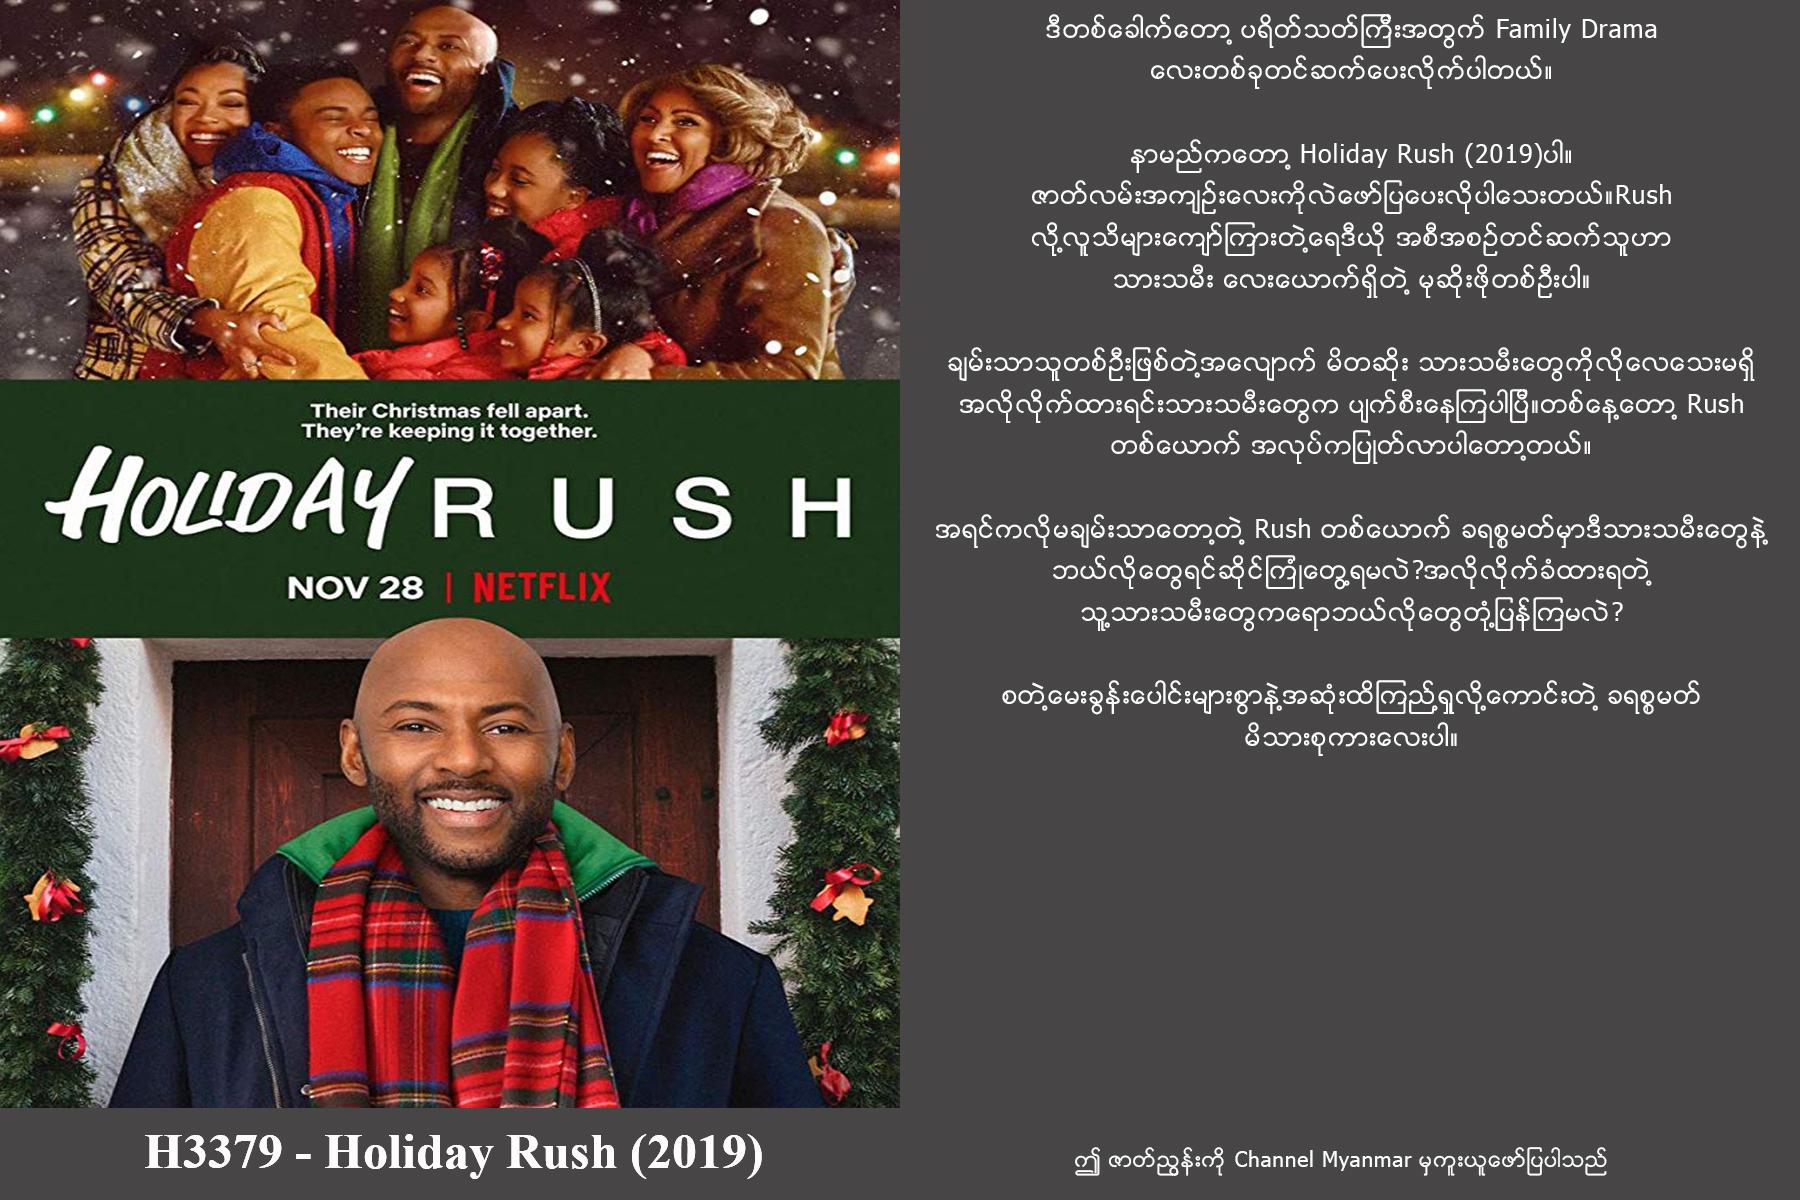 Their Christmas fell apart.
They're keeping it together.
HOLIDAY RUSH
NOV 28 | NETFLIX
H3379 - Holiday Rush (2019)
ဒီတစ်ခေါက်တော့ ပရိတ်သတ်ကြီးအတွက် Family Drama
လေးတစ်ခုတင်ဆက်ပေးလိုက်ပါတယ်။
နာမည်ကတော့ Holiday Rush (2019)ပါ။
ဇာတ်လမ်းအကျဉ်းလေးကိုလဲဖော်ပြပေးလိုပါသေးတယ်။Rush
လို့လူသိများကျော်ကြားတဲ့ရေဒီယို အစီအစဉ်တင်ဆက်သူဟာ
သားသမီး လေးယောက်ရှိတဲ့ မုဆိုးဖိုတစ်ဦးပါ။
ချမ်းသာသူတစ်ဦးဖြစ်တဲ့အလျောက် မိတဆိုး သားသမီးတွေကိုလိုလေသေးမရှိ
အလိုလိုက်ထားရင်းသားသမီးတွေက ပျက်စီးနေကြပါပြီ။တစ်နေ့တော့ Rush
တစ်ယောက် အလုပ်ကပြုတ်လာပါတော့တယ်။
အရင်ကလိုမချမ်းသာတော့တဲ့ Rush တစ်ယောက် ခရစ္စမတ်မှာဒီသားသမီးတွေနဲ့
ဘယ်လိုတွေရင်ဆိုင်ကြုံတွေ့ရမလဲ?အလိုလိုက်ခံထားရတဲ့
သူ့သားသမီးတွေကရောဘယ်လိုတွေတုံ့ပြန်ကြမလဲ?
စတဲ့မေးခွန်းပေါင်းများစွာနဲ့အဆုံးထိကြည့်ရှုလို့ကောင်းတဲ့ ခရစ္စမတ်
မိသားစုကားလေးပါ။
ဤ ဇာတ်ညွှန်းကို Channel Myanmar မှကူးယူဖော်ပြပါသည်